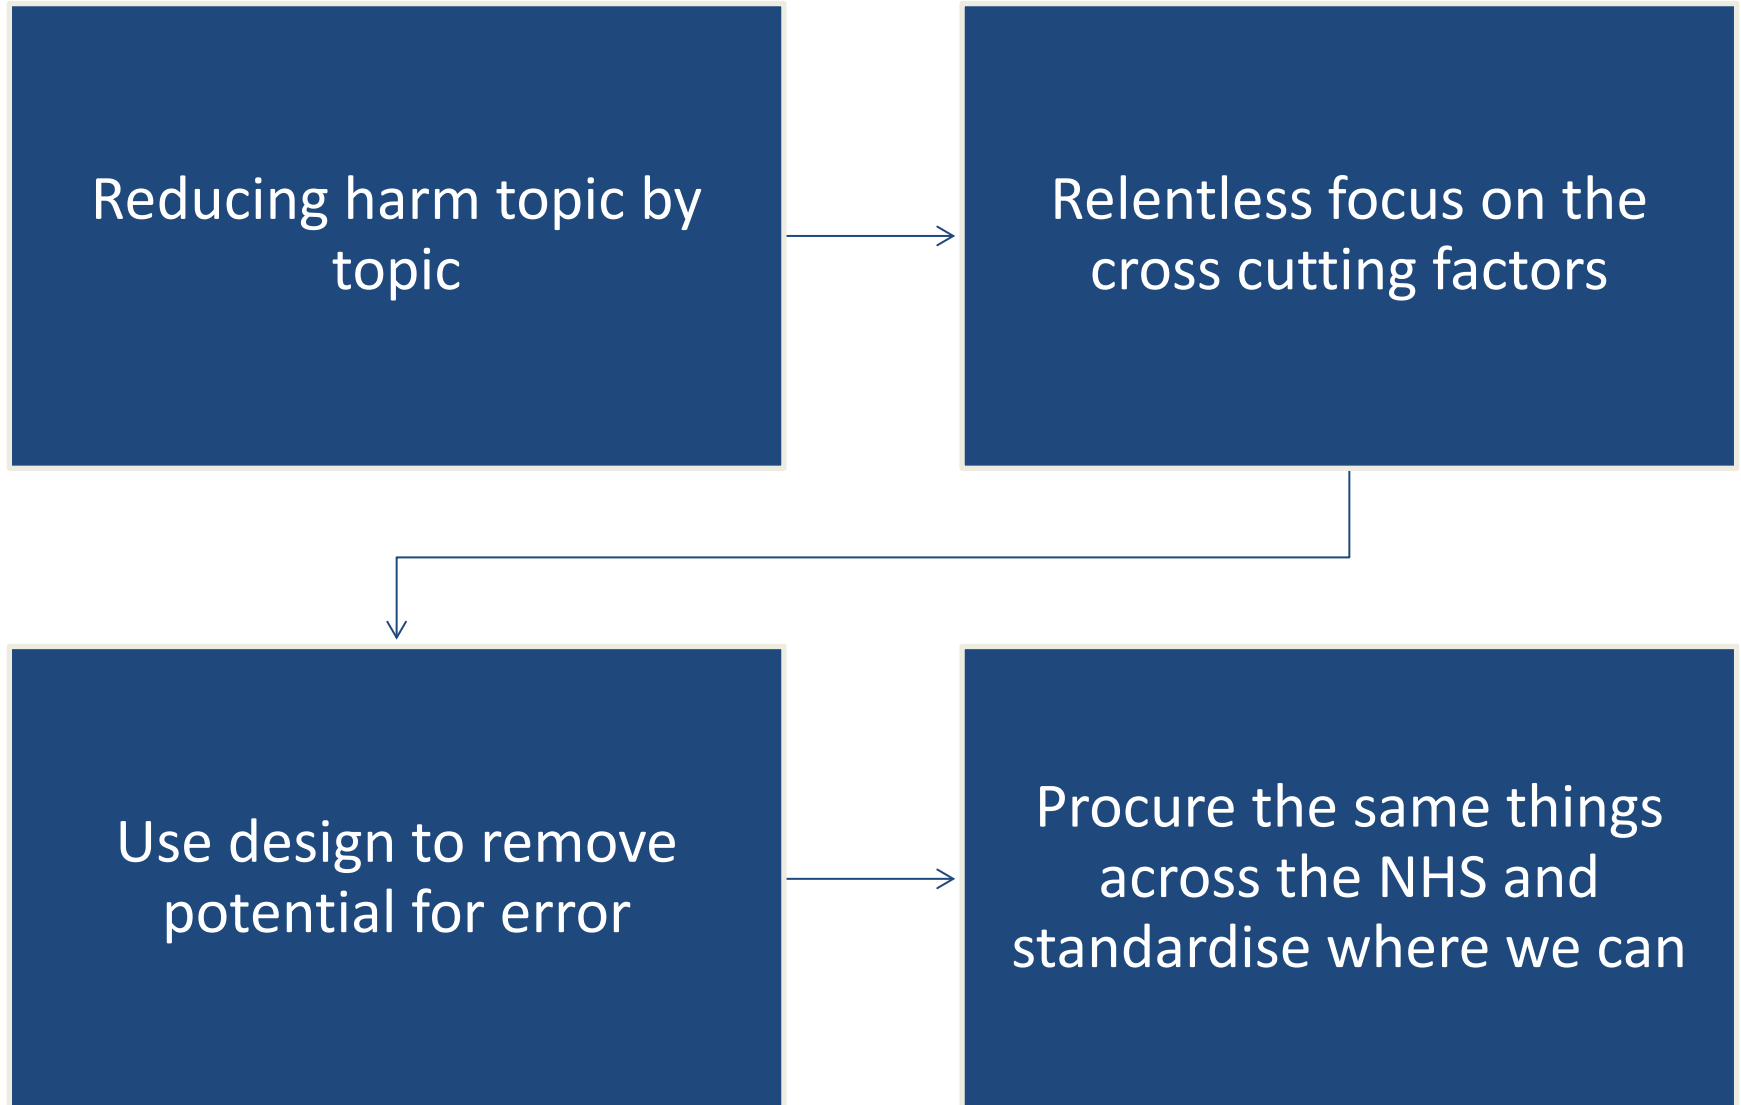 Reducing harm topic by
topic
Relentless focus on the
cross cutting factors
Use design to remove
potential for error
Procure the same things
across the NHS and
standardise where we can